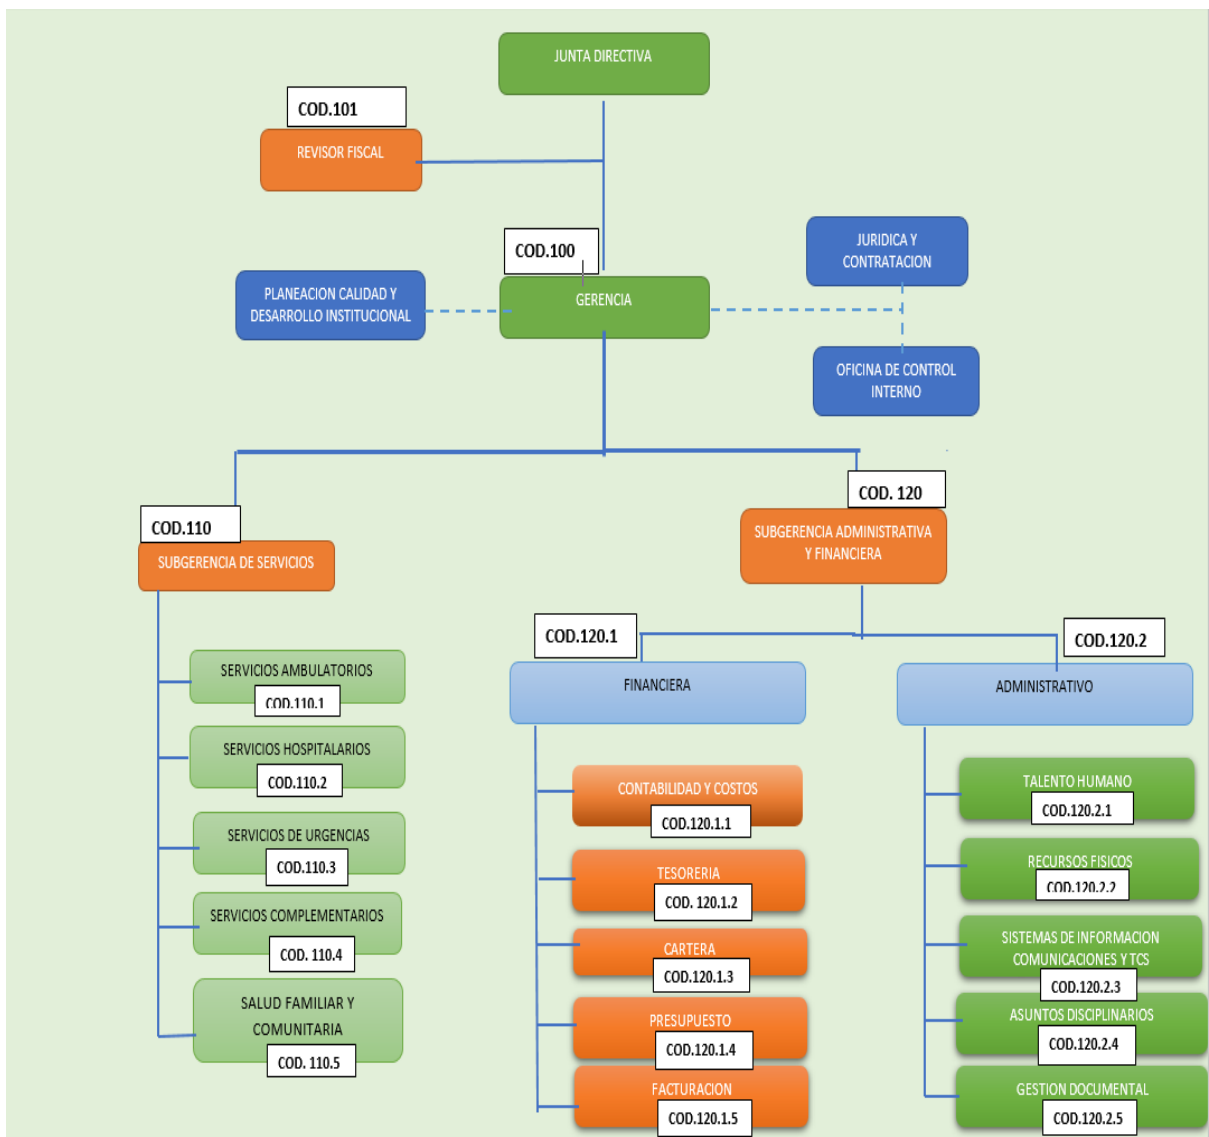 JUNTA DIRECTIVA
COD.101
REVISOR FISCAL
COD.100
GERENCIA
PLANEACION CALIDAD Y
DESARROLLO INSTITUCIONAL
JURIDICA Y
CONTRATACION
OFICINA DE CONTROL
INTERNO
COD.110
SUBGERENCIA DE SERVICIOS
SERVICIOS AMBULATORIOS
COD.110.1
SERVICIOS HOSPITALARIOS
COD.110.2
SERVICIOS DE URGENCIAS
COD.110.3
SERVICIOS COMPLEMENTARIOS
COD. 110.4
SALUD FAMILIAR Y
COMUNITARIA
COD. 110.5
COD. 120
SUBGERENCIA ADMINISTRATIVA
Y FINANCIERA
COD.120.1
FINANCIERA
CONTABILIDAD Y COSTOS
COD.120.1.1
TESORERIA
COD. 120.1.2
CARTERA
COD.120.1.3
PRESUPUESTO
COD.120.1.4
FACTURACION
COD.120.1.5
COD.120.2
ADMINISTRATIVO
TALENTO HUMANO
COD.120.2.1
RECURSOS FISICOS
COD.120.2.2
SISTEMAS DE INFORMACION
COMUNICACIONES Y TCS
COD.120.2.3
ASUNTOS DISCIPLINARIOS
COD.120.2.4
GESTION DOCUMENTAL
COD.120.2.5